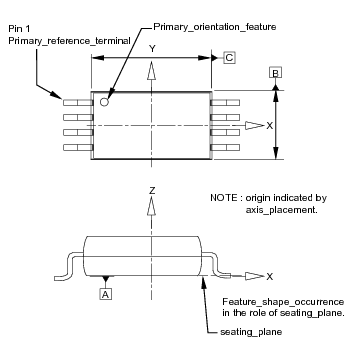 Pin 1
Primary_reference_terminal
Primary_orientation_feature
Y
C
B
X
Z
NOTE : origin indicated by
axis_placement.
X
A
Feature_shape_occurrence
in the role of seating_plane.
seating_plane